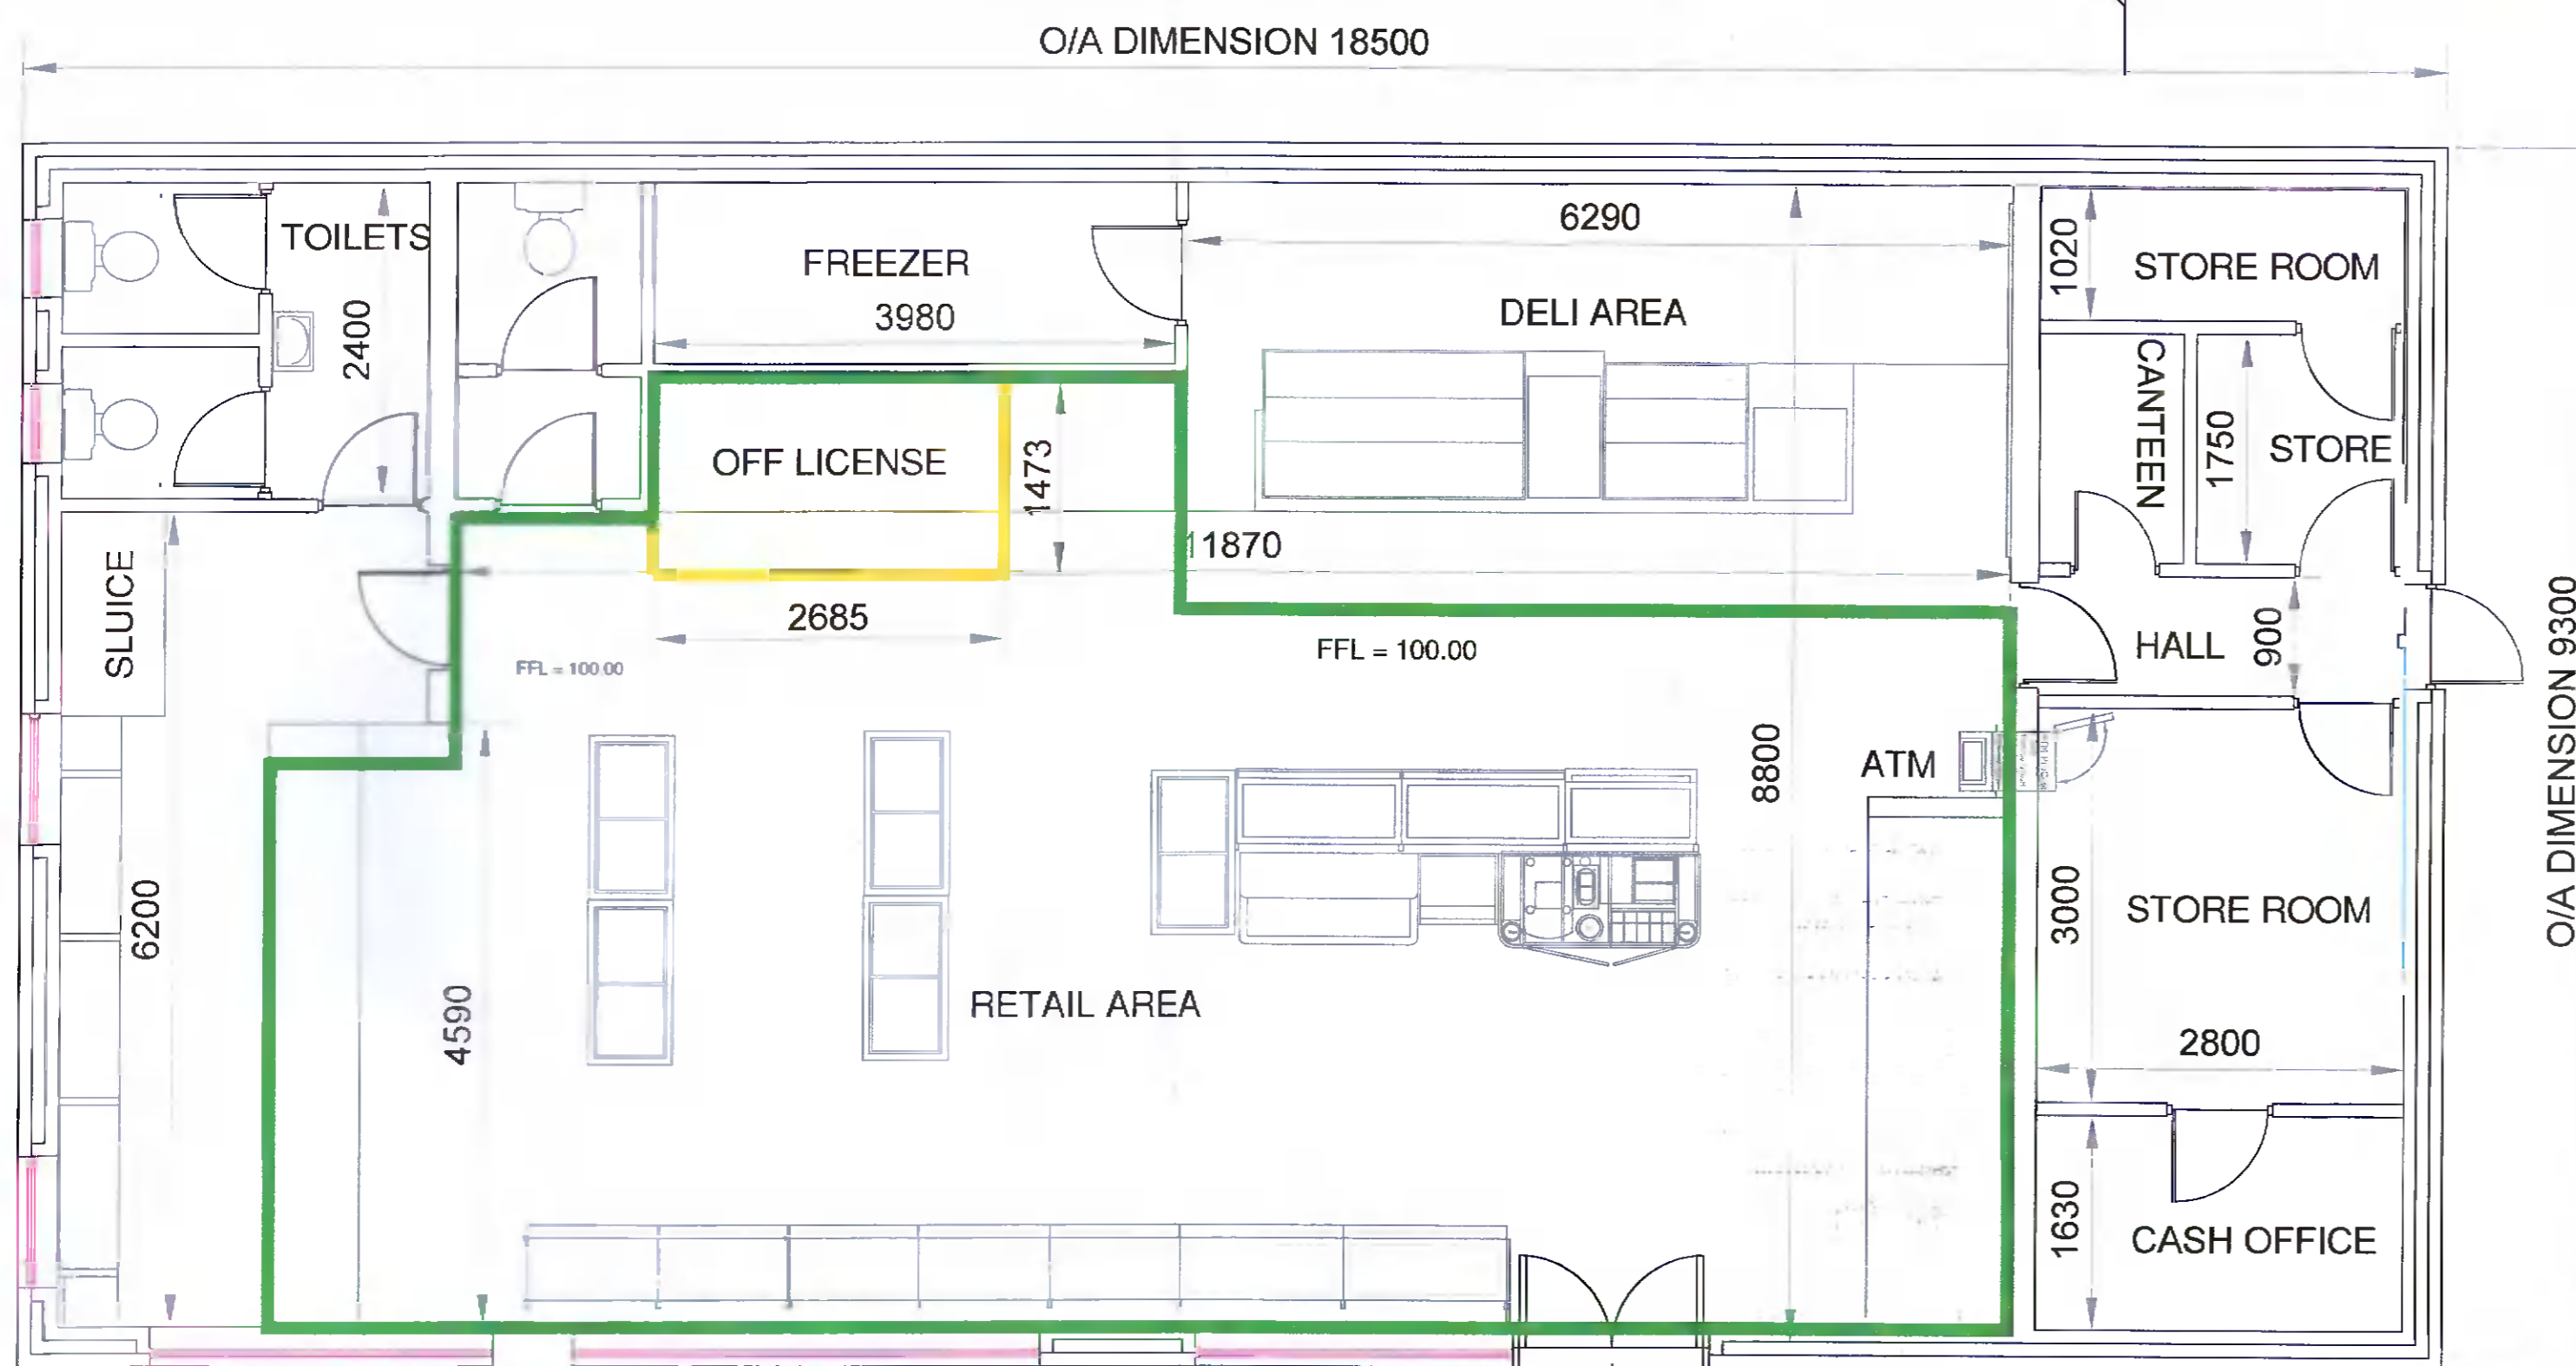 O/A DIMENSION 18500
TOILETS
2400
FREEZER
3980
6290
DELI AREA
1020
STORE ROOM
CANTEEN
1750
STORE
OFF LICENSE
1473
11870
2685
SLUICE
FFL = 100.00
FFL = 100.00
HALL
900
O/A DIMENSION 9300
8800
ATM
6200
4590
RETAIL AREA
3000
STORE ROOM
2800
1630
CASH OFFICE